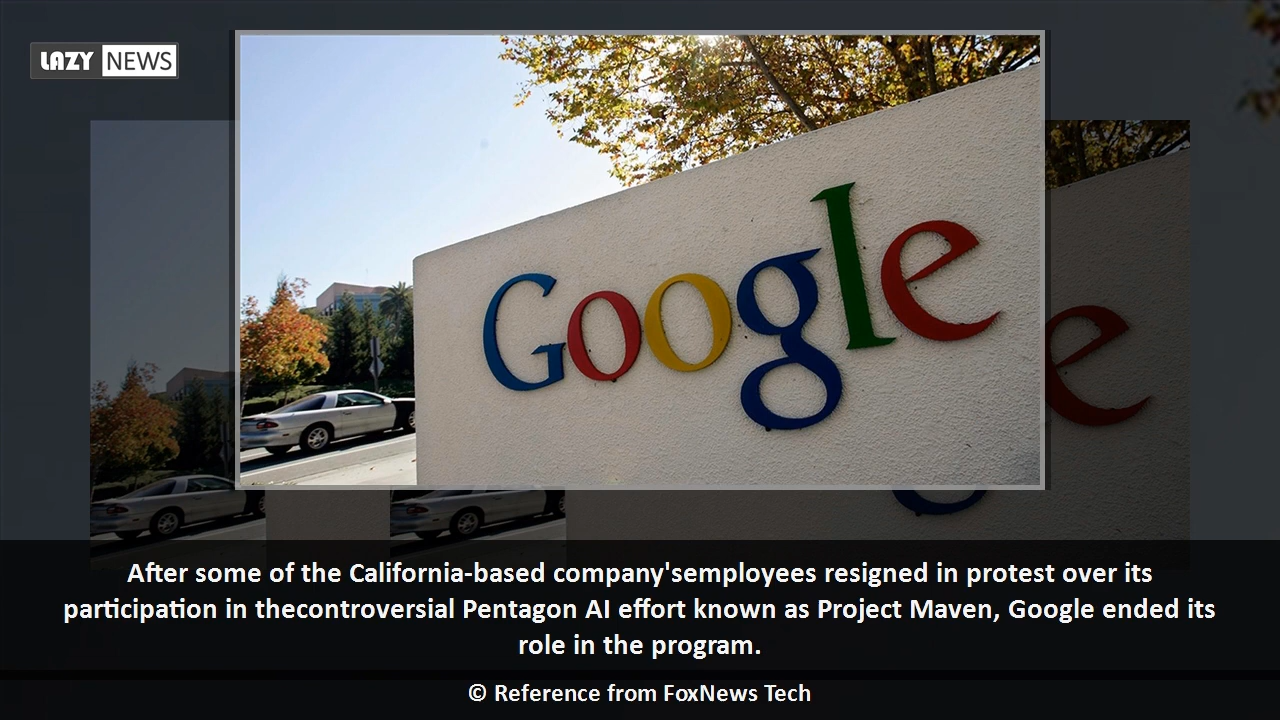 LAZY NEWS
Google
e
After some of the California-based company'semployees resigned in protest over its
participation in thecontroversial Pentagon AI effort known as Project Maven, Google ended its
role in the program.
© Reference from FoxNews Tech